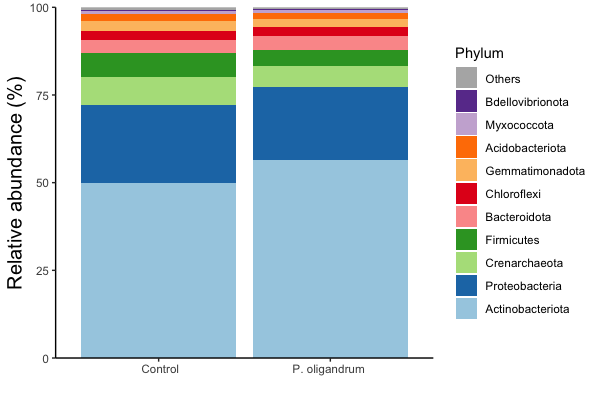 Relative abundance (%)
100
75
50
25
0
Control
P. oligandrum
Phylum
Others
Bdellovibrionota
Myxococcota
Acidobacteriota
Gemmatimonadota
Chloroflexi
Bacteroidota
Firmicutes
Crenarchaeota
Proteobacteria
Actinobacteriota